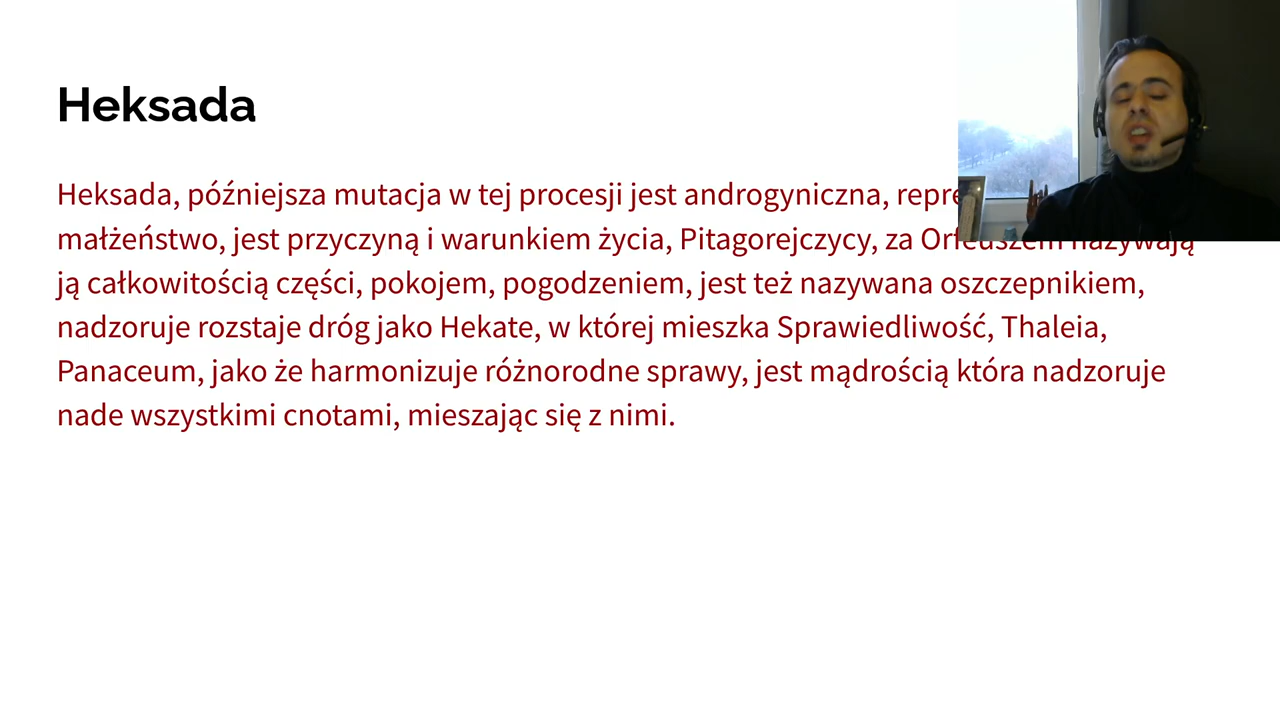 Heksada
Heksada, późniejsza mutacja w tej procesji jest androgyniczna,
małżeństwo, jest przyczyną i warunkiem życia, Pitagorejczycy, za Orfeuszem nazywają
ją całkowitością części, pokojem, pogodzeniem, jest też nazywana oszczepnikiem,
nadzoruje rozstaje dróg jako Hekate, w której mieszka Sprawiedliwość, Thaleia,
Panaceum, jako że harmonizuje różnorodne sprawy, jest mądrością która nadzoruje
nade wszystkimi cnotami, mieszając się z nimi.